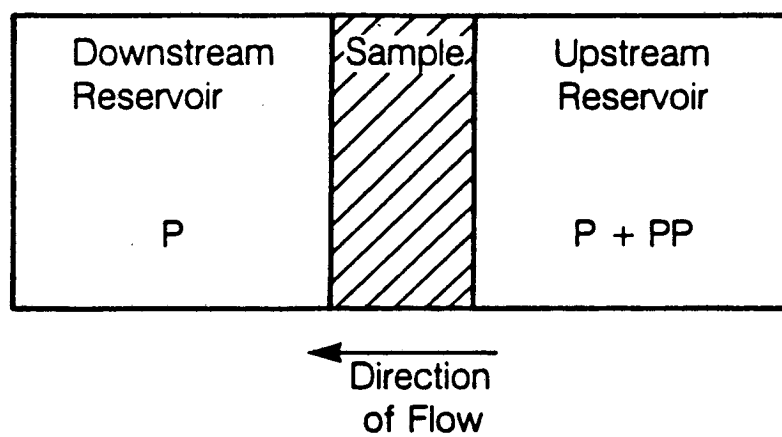 Downstream
Reservoir
Sample
Upstream
Reservoir
P
P + PP
Direction
of Flow